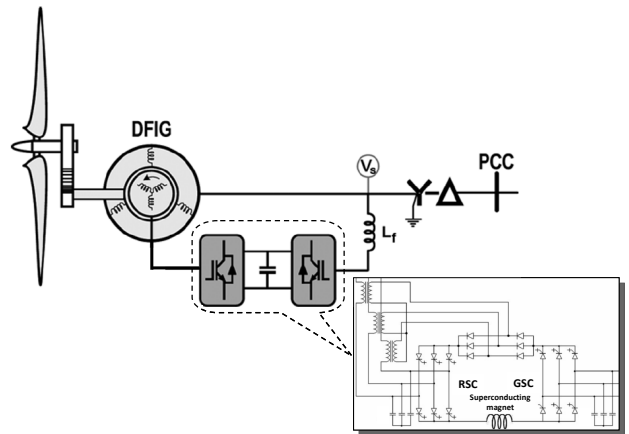 DFIG
Vs
PCC
Lf
RSC
GSC
Superconducting
magnet